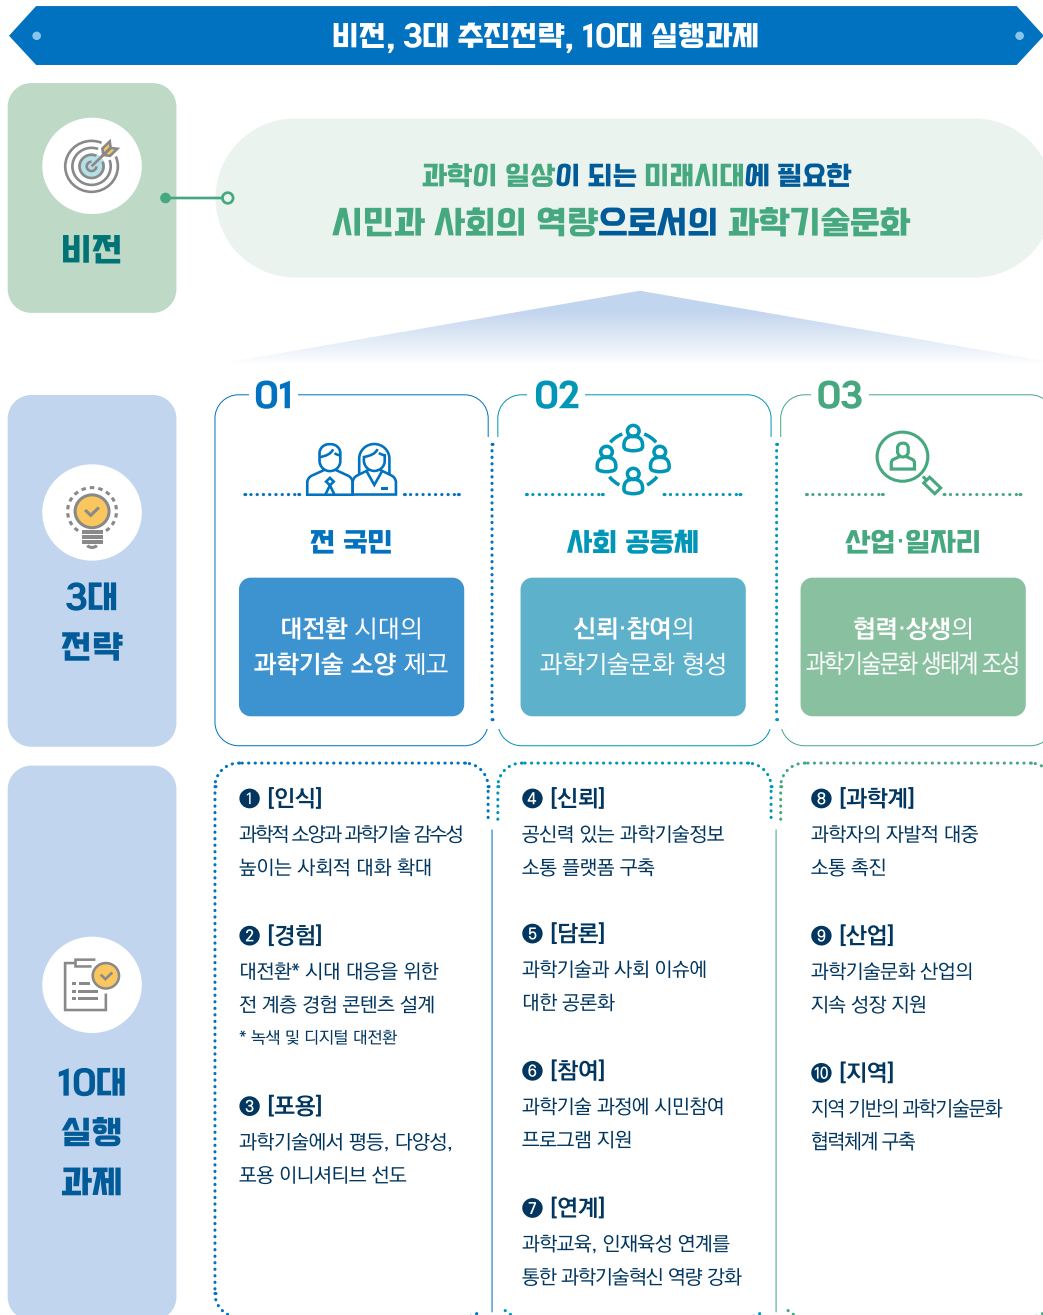 비전, 3대 추진전략, 10대 실행과제
비전
과학이 일상이 되는 미래시대에 필요한
시민과 사회의 역량으로서의 과학기술문화
3대
전략
01
전 국민
대전환 시대의
과학기술 소양 제고
02
사회 공동체
신뢰·참여의
과학기술문화 형성
03
산업·일자리
협력·상생의
과학기술문화 생태계 조성
10대
실행
과제
❶ [인식]
과학적 소양과 과학기술 감수성
높이는 사회적 대화 확대
❷ [경험]
대전환* 시대 대응을 위한
전 계층 경험 콘텐츠 설계
* 녹색 및 디지털 대전환
❸ [포용]
과학기술에서 평등, 다양성,
포용 이니셔티브 선도
❹ [신뢰]
공신력 있는 과학기술정보
소통 플랫폼 구축
❺ [담론]
과학기술과 사회 이슈에
대한 공론화
❻ [참여]
과학기술 과정에 시민참여
프로그램 지원
❼ [연계]
과학교육, 인재육성 연계를
통한 과학기술혁신 역량 강화
❽ [과학계]
과학자의 자발적 대중
소통 촉진
❾ [산업]
과학기술문화 산업의
지속 성장 지원
❿ [지역]
지역 기반의 과학기술문화
협력체계 구축